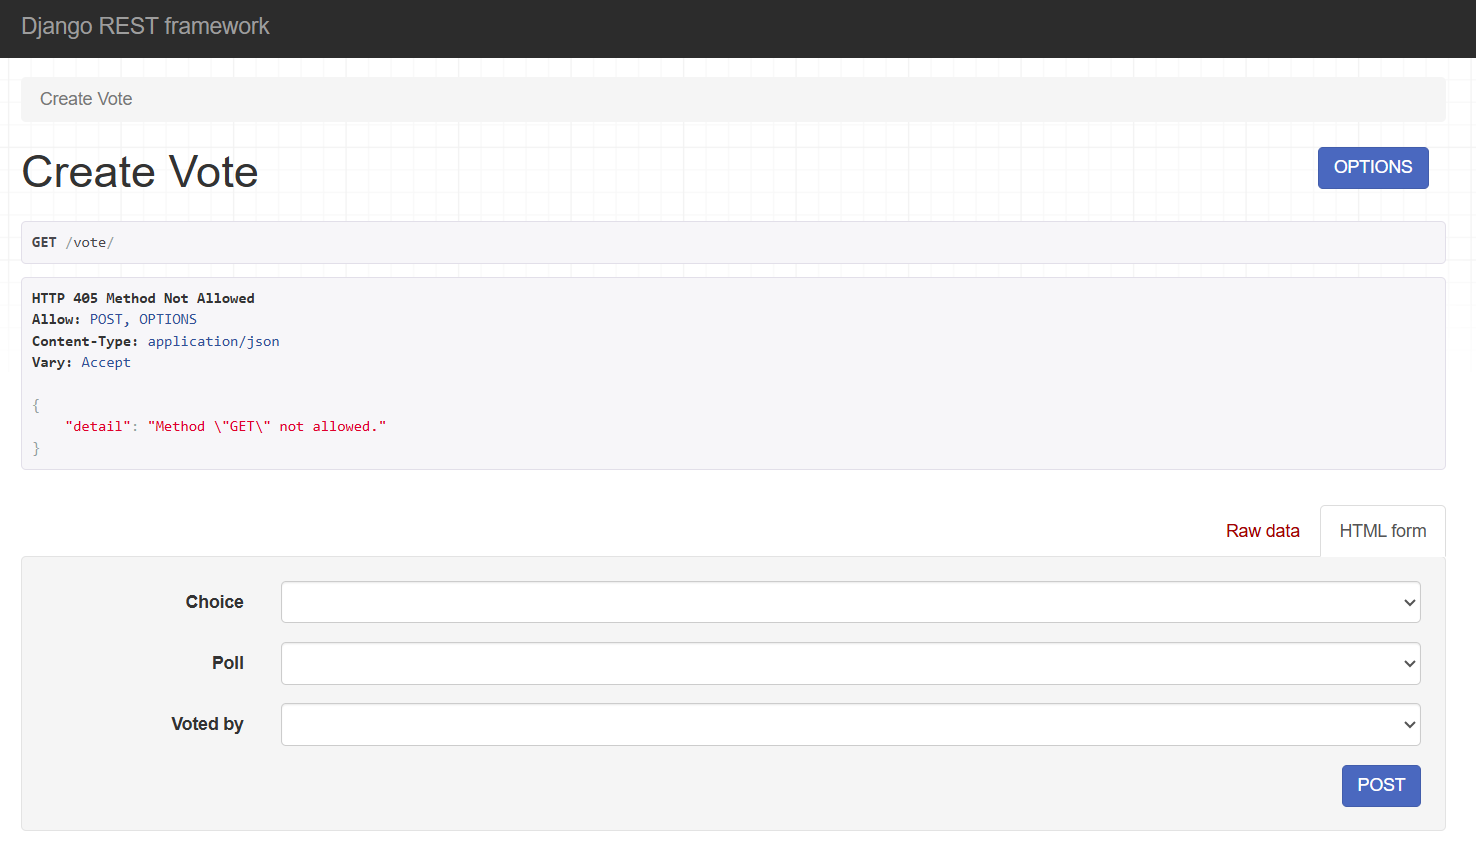 Django REST framework
Create Vote
Create Vote
OPTIONS
GET /vote/
HTTP 405 Method Not Allowed
Allow: POST, OPTIONS
Content-Type: application/json
Vary: Accept
{
    "detail": "Method \"GET\" not allowed."
}
Raw data
HTML form
Choice
Poll
Voted by
POST